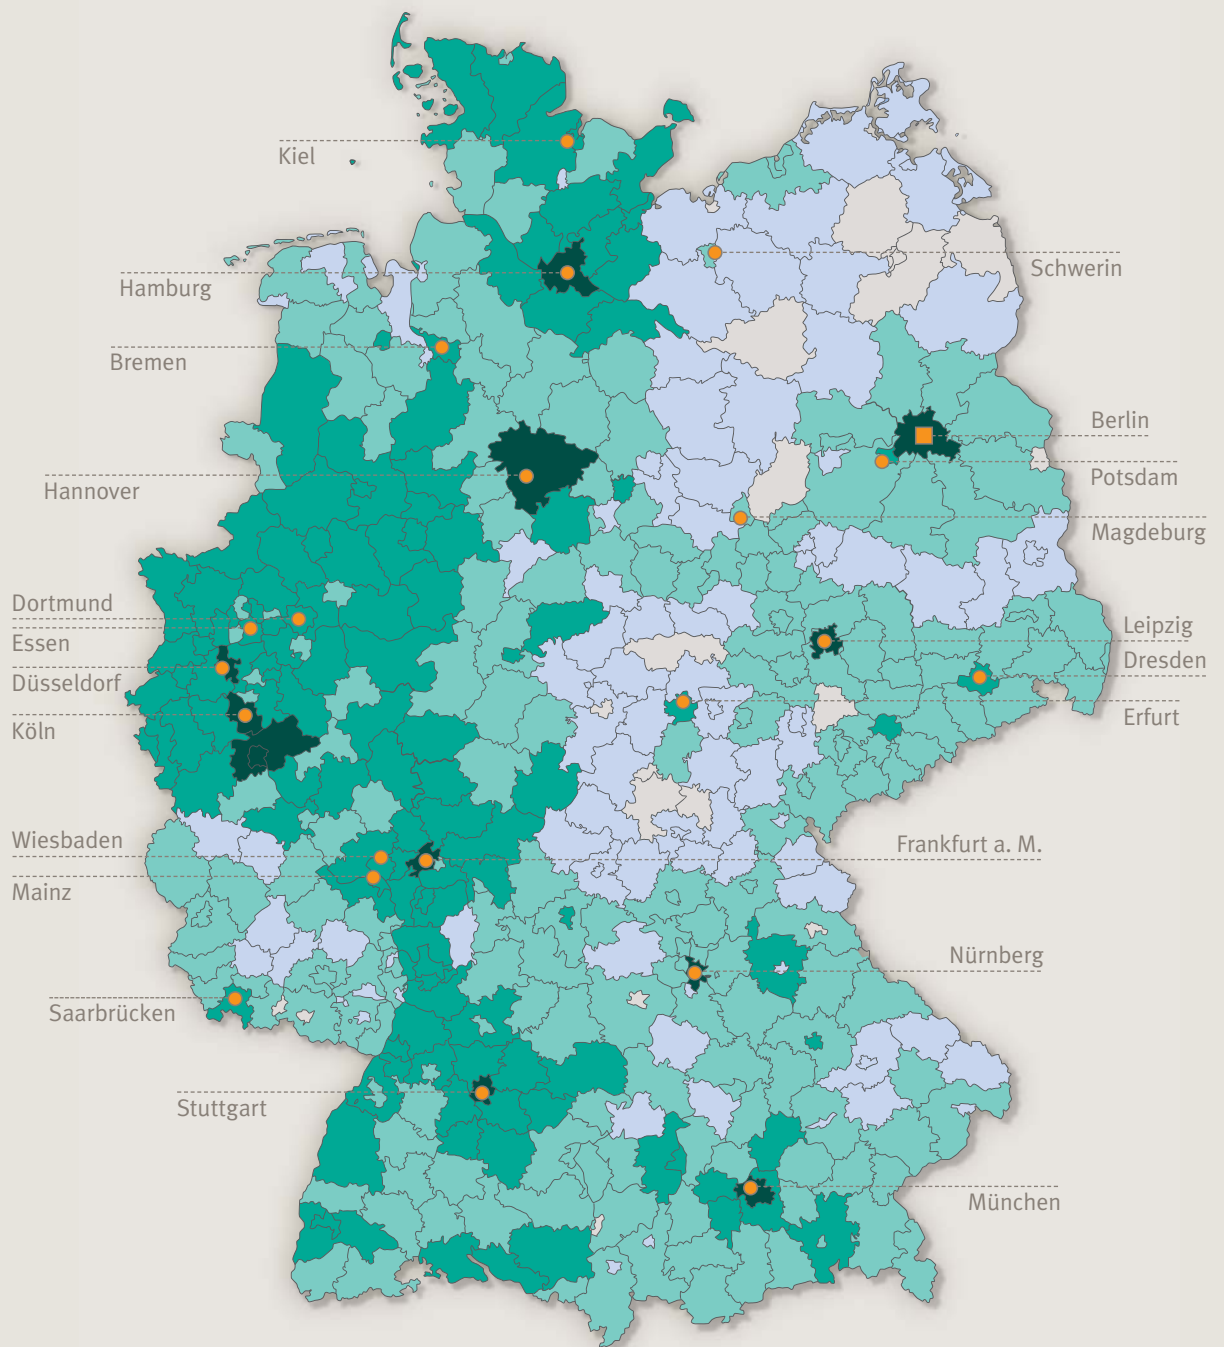 Kiel
Schwerin
Hamburg
Bremen
Berlin
Potsdam
Hannover
Magdeburg
Dortmund
Essen
Leipzig
Düsseldorf
Dresden
Köln
Erfurt
Wiesbaden
Frankfurt a. M.
Mainz
Nürnberg
Saarbrücken
Stuttgart
München